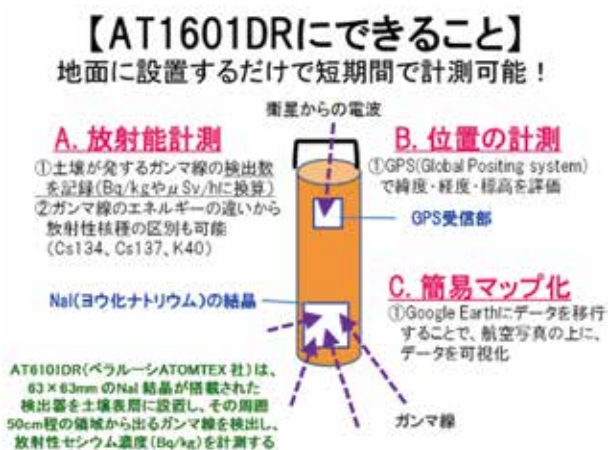 【AT1601DRにできること】
地面に設置するだけで短期間で計測可能！
衛星からの電波
A. 放射能計測
①土壌が発するガンマ線の検出数
を記録(Bq/kgやμSv/hに換算)
②ガンマ線のエネルギーの違いから
放射性核種の区別も可能
(Cs134、Cs137、K40)
B. 位置の計測
①GPS(Global Positing system)
で緯度・経度・標高を評価
GPS受信部
NaI(ヨウ化ナトリウム)の結晶
C. 簡易マップ化
①Google Earthにデータを移行
することで、航空写真の上に、
データを可視化
AT6101DR(ベラルーシATOMTEX 社)は、
63×63mm のNaI 結晶が搭載された
検出器を土壌表層に設置し、その周囲
50cm程の領域から出るガンマ線を検出し、
放射性セシウム濃度(Bq/kg)を計測する
ガンマ線